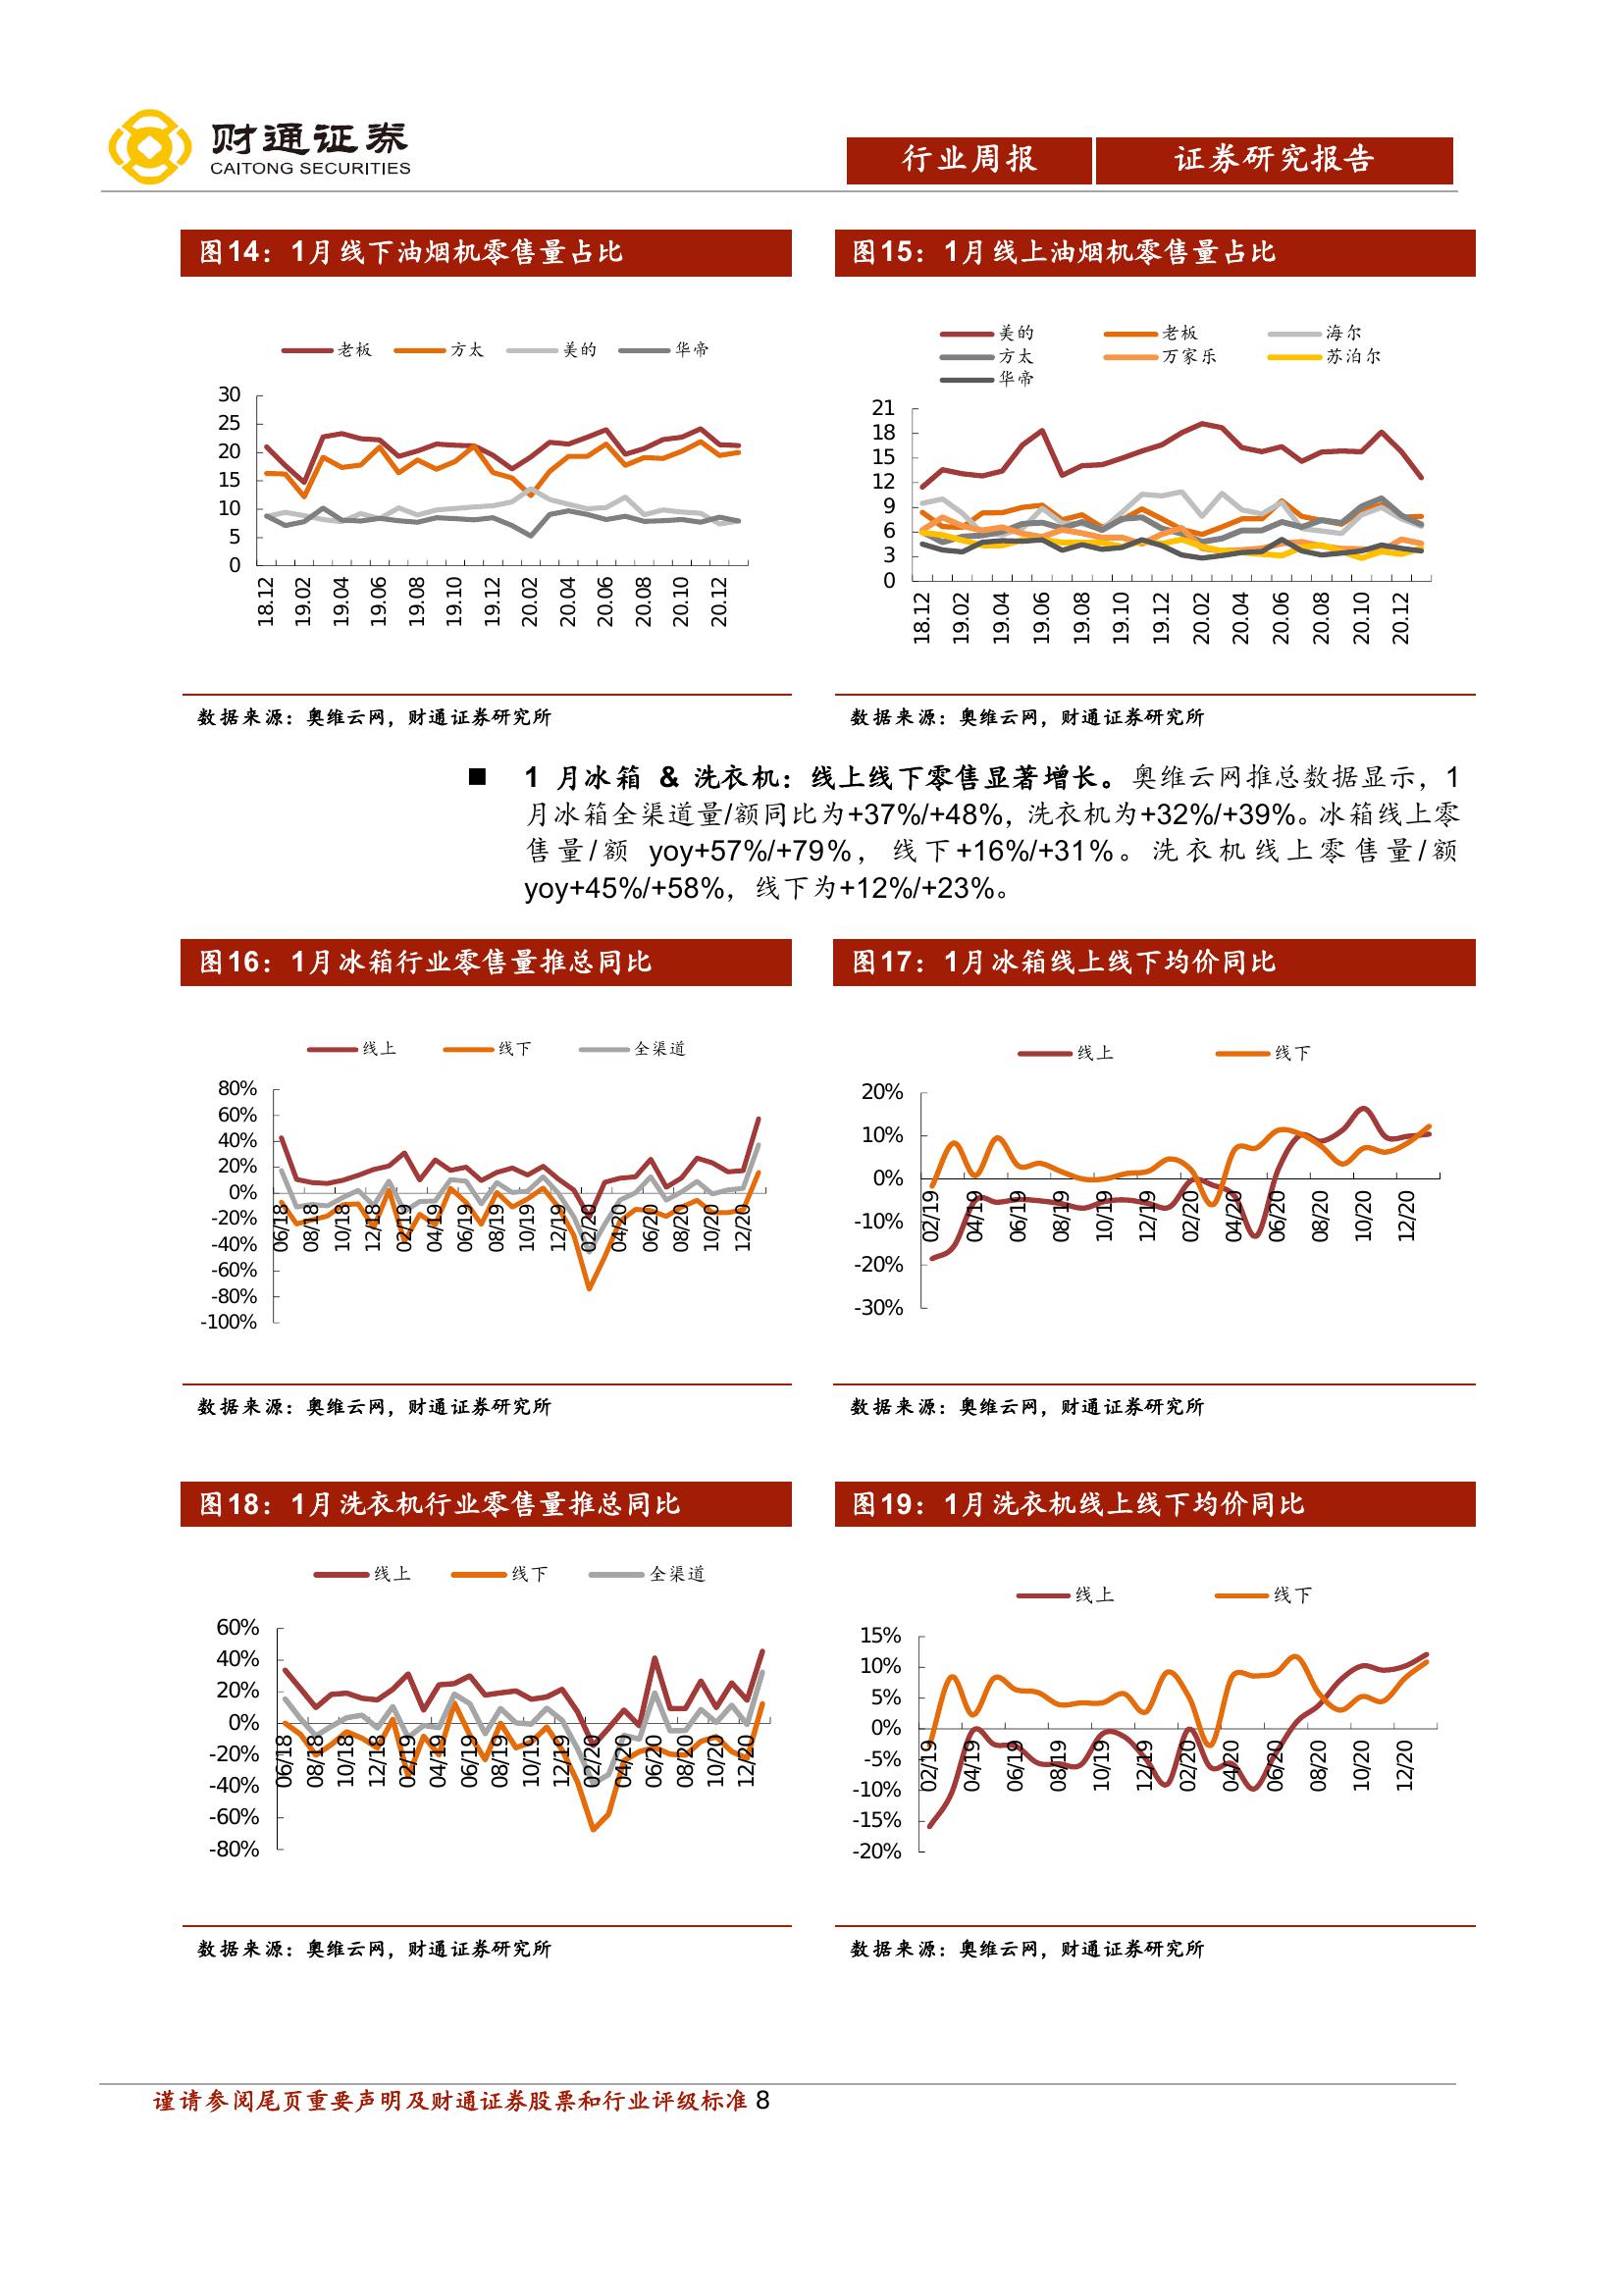 财通证券
CAITONG SECURITIES
行业周报
证券研究报告
图14：1月线下油烟机零售量占比
老板 方太 美的 华帝
30
25
20
15
10
5
0
18.12 19.02 19.04 19.06 19.08 19.10 19.12 20.02 20.04 20.06 20.08 20.10 20.12
数据来源：奥维云网，财通证券研究所
图15：1月线上油烟机零售量占比
美的 老板 海尔
方太 万家乐 苏泊尔
华帝
21
18
15
12
9
6
3
0
18.12 19.02 19.04 19.06 19.08 19.10 19.12 20.02 20.04 20.06 20.08 20.10 20.12
数据来源：奥维云网，财通证券研究所
■ 1 月冰箱 & 洗衣机：线上线下零售显著增长。奥维云网推总数据显示，1
月冰箱全渠道量/额同比为+37%/+48%，洗衣机为+32%/+39%。冰箱线上零
售量/额 yoy+57%/+79%，线下+16%/+31%。洗衣机线上零售量/额
yoy+45%/+58%，线下为+12%/+23%。
图16：1月冰箱行业零售量推总同比
线上 线下 全渠道
80%
60%
40%
20%
0%
-20%
-40%
-60%
-80%
-100%
06/18 08/18 10/18 12/18 02/19 04/19 06/19 08/19 10/19 12/19 02/20 04/20 06/20 08/20 10/20 12/20
数据来源：奥维云网，财通证券研究所
图17：1月冰箱线上线下均价同比
线上 线下
20%
10%
0%
-10%
-20%
-30%
02/19 04/19 06/19 08/19 10/19 12/19 02/20 04/20 06/20 08/20 10/20 12/20
数据来源：奥维云网，财通证券研究所
图18：1月洗衣机行业零售量推总同比
线上 线下 全渠道
60%
40%
20%
0%
-20%
-40%
-60%
-80%
06/18 08/18 10/18 12/18 02/19 04/19 06/19 08/19 10/19 12/19 02/20 04/20 06/20 08/20 10/20 12/20
数据来源：奥维云网，财通证券研究所
图19：1月洗衣机线上线下均价同比
线上 线下
15%
10%
5%
0%
-5%
-10%
-15%
-20%
02/19 04/19 06/19 08/19 10/19 12/19 02/20 04/20 06/20 08/20 10/20 12/20
数据来源：奥维云网，财通证券研究所
谨请参阅尾页重要声明及财通证券股票和行业评级标准 8